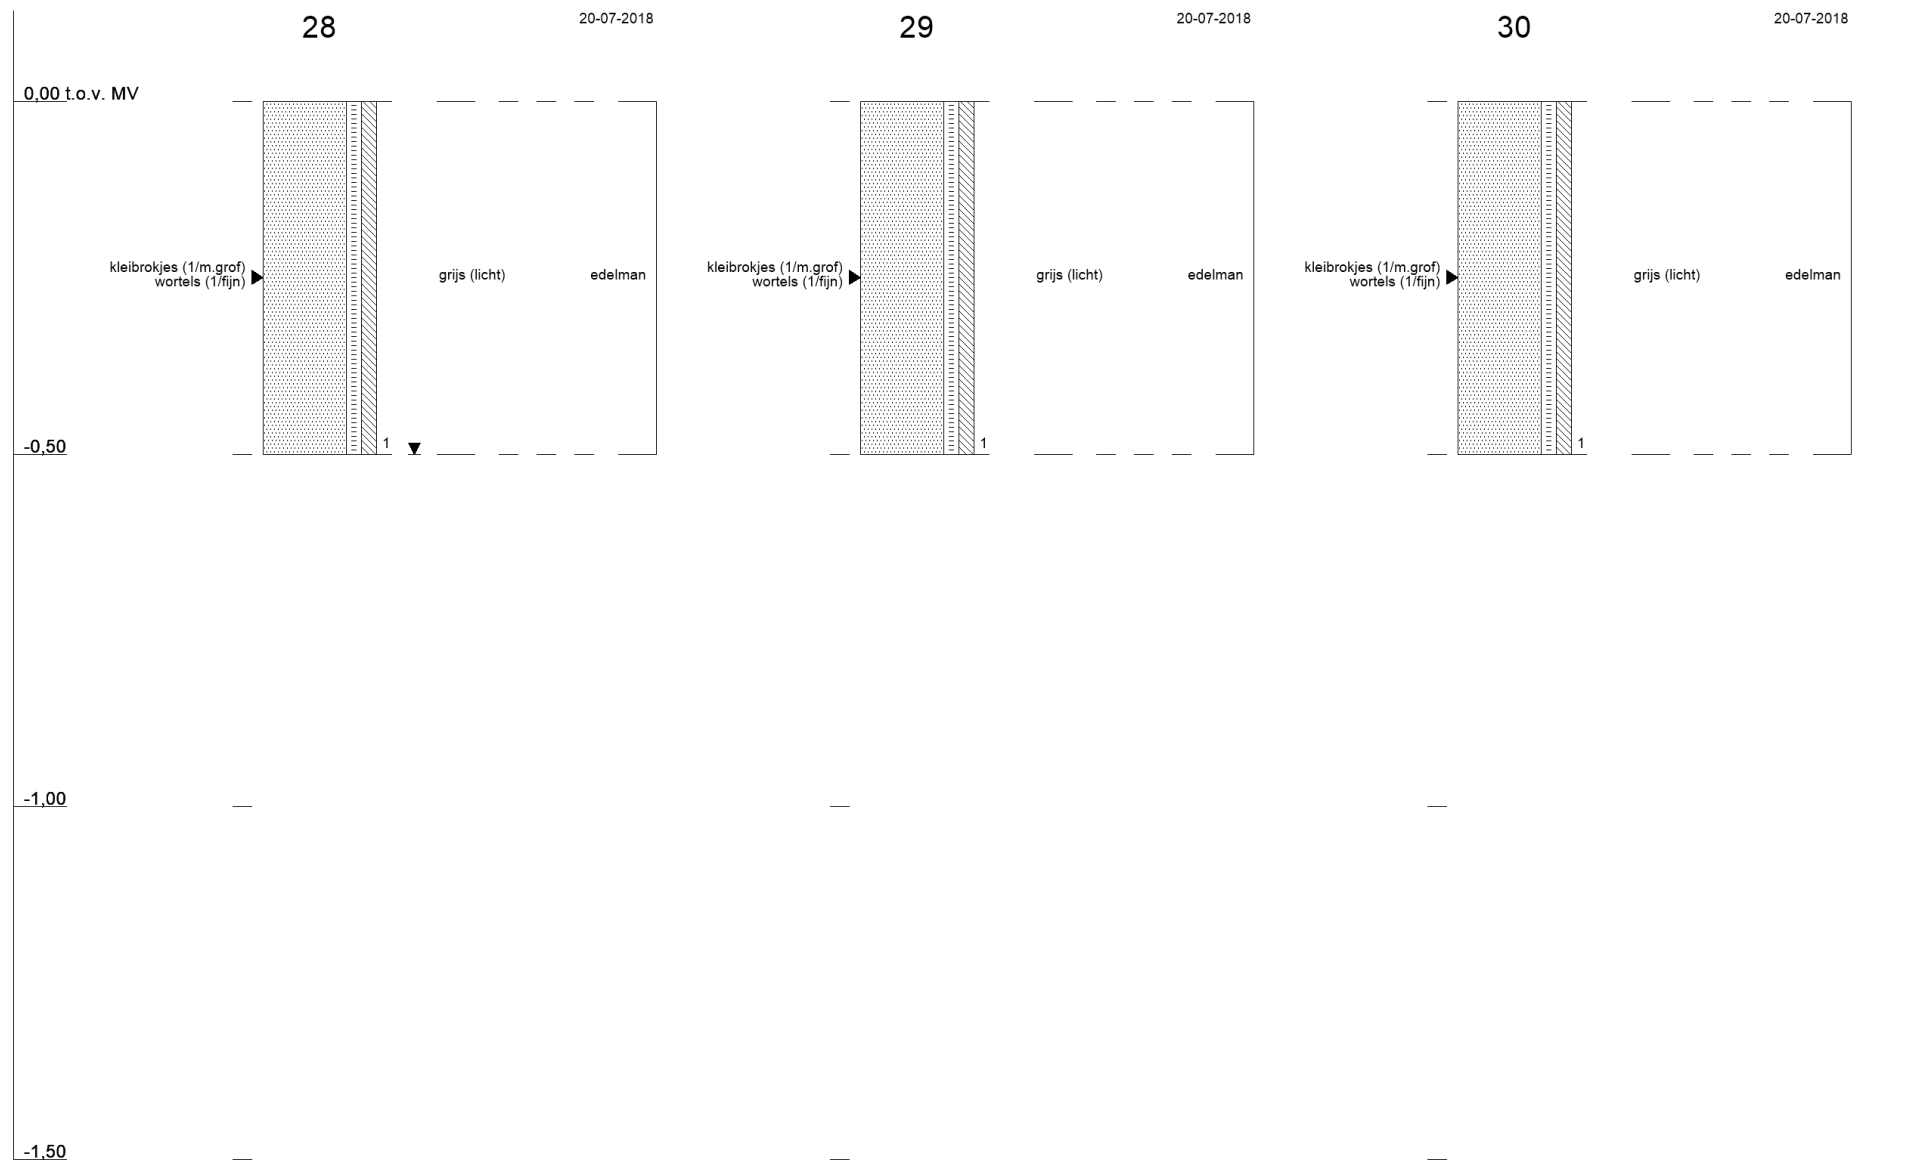 28
20-07-2018
29
20-07-2018
30
20-07-2018
0,00 t.o.v. MV
kleibrokjes (1/m.grof)
wortels (1/fijn)
grijs (licht)
edelman
kleibrokjes (1/m.grof)
wortels (1/fijn)
grijs (licht)
edelman
kleibrokjes (1/m.grof)
wortels (1/fijn)
grijs (licht)
edelman
-0,50
1
1
1
-1,00
-1,50